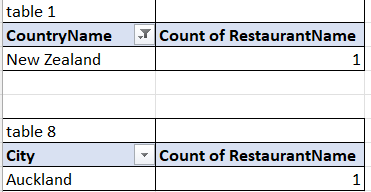 table 1
CountryName Count of RestaurantName
New Zealand 1
table 8
City Count of RestaurantName
Auckland 1